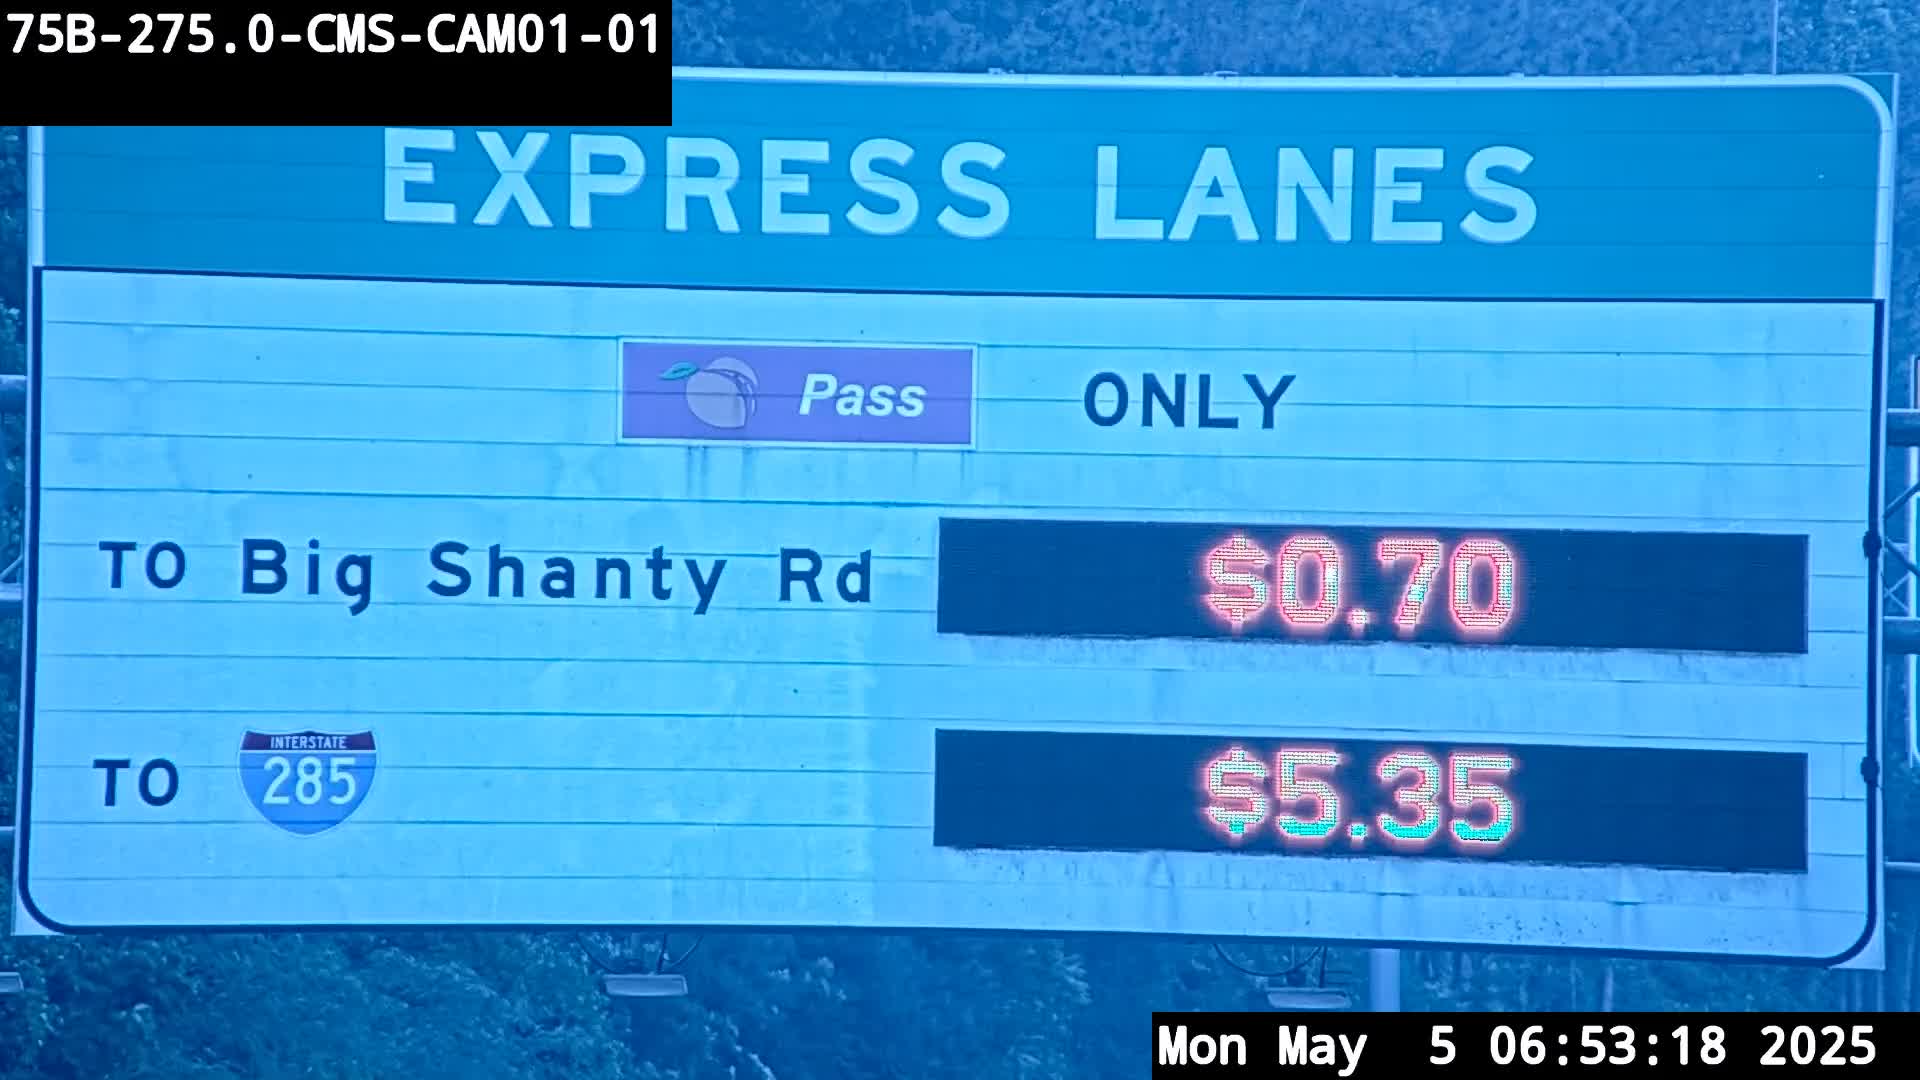 75B-275.0-CMS-CAM01-01
EXPRESS LANES
Pass ONLY
TO Big Shanty Rd $0.70
INTERSTATE
TO 285 $5.35
Mon May 5 06:53:18 2025